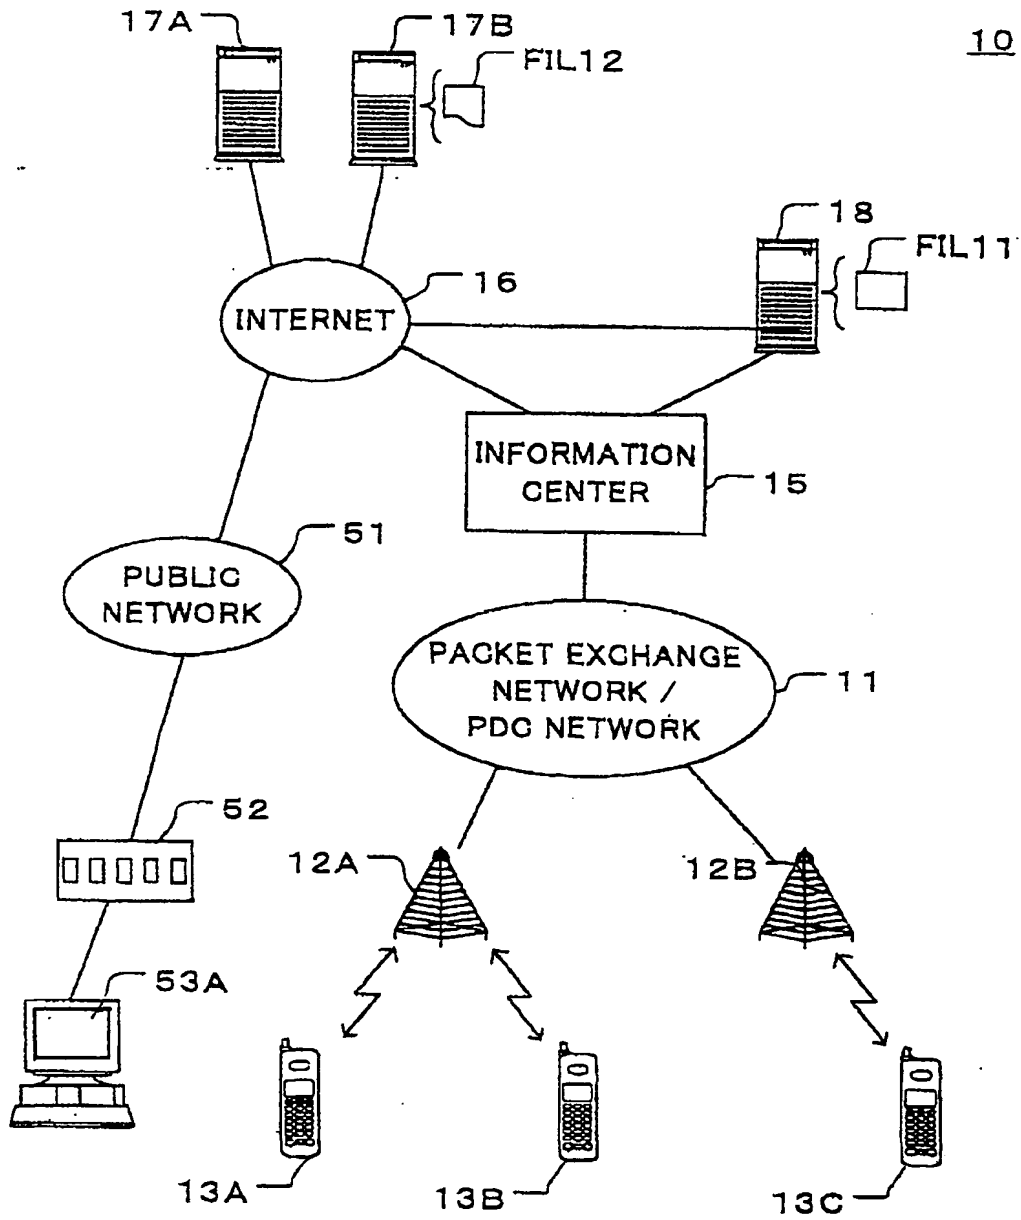 17A
17B
10
FIL12
18
FIL11
16
INTERNET
INFORMATION
CENTER
15
51
PUBLIC
NETWORK
PACKET EXCHANGE
NETWORK /
PDC NETWORK
11
52
12A
12B
53A
13A
13B
13C